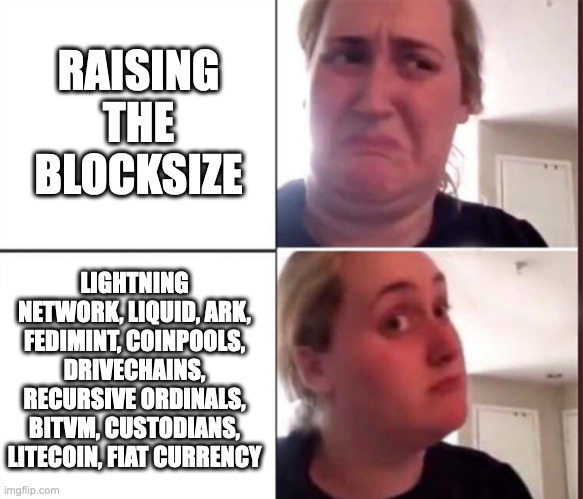 RAISING
THE
BLOCKSIZE
LIGHTNING
NETWORK, LIQUID, ARK,
FEDIMINT, COINPOOLS,
DRIVECHAINS,
RECURSIVE ORDINALS,
BITVM, CUSTODIANS,
LITECOIN, FIAT CURRENCY
imgflip.com